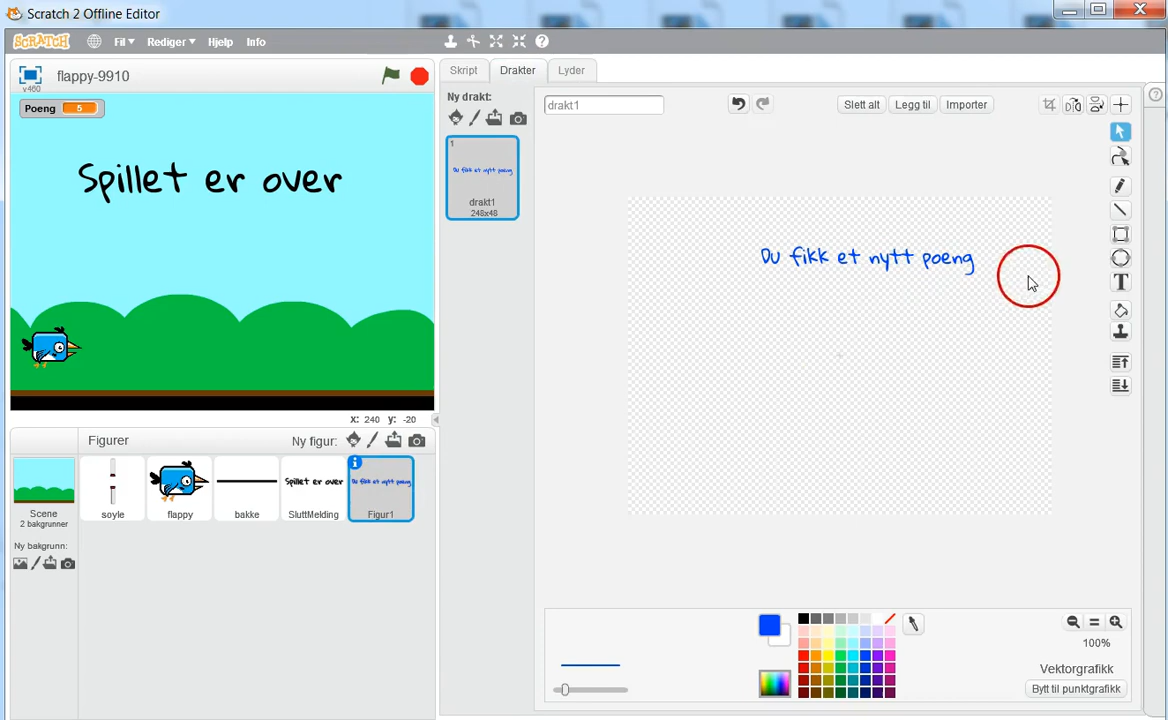 Scratch 2 Offline Editor
SCRATCH
Fil
Rediger
Hjelp
Info
v460
flappy-9910
Poeng 5
Spillet er over
x: 240 y: -20
Figurer
Ny figur:
Scene
2 bakgrunner
Ny bakgrunn:
soyle
flappy
bakke
Spillet er over
SluttMelding
Du fikk et nytt poeng
Figur1
Skript
Drakter
Lyder
Ny drakt:
1
Du fikk et nytt poeng
drakt1
248x48
drakt1
Slett alt
Legg til
Importer
Du fikk et nytt poeng
T
100%
Vektorgrafikk
Bytt til punktgrafikk